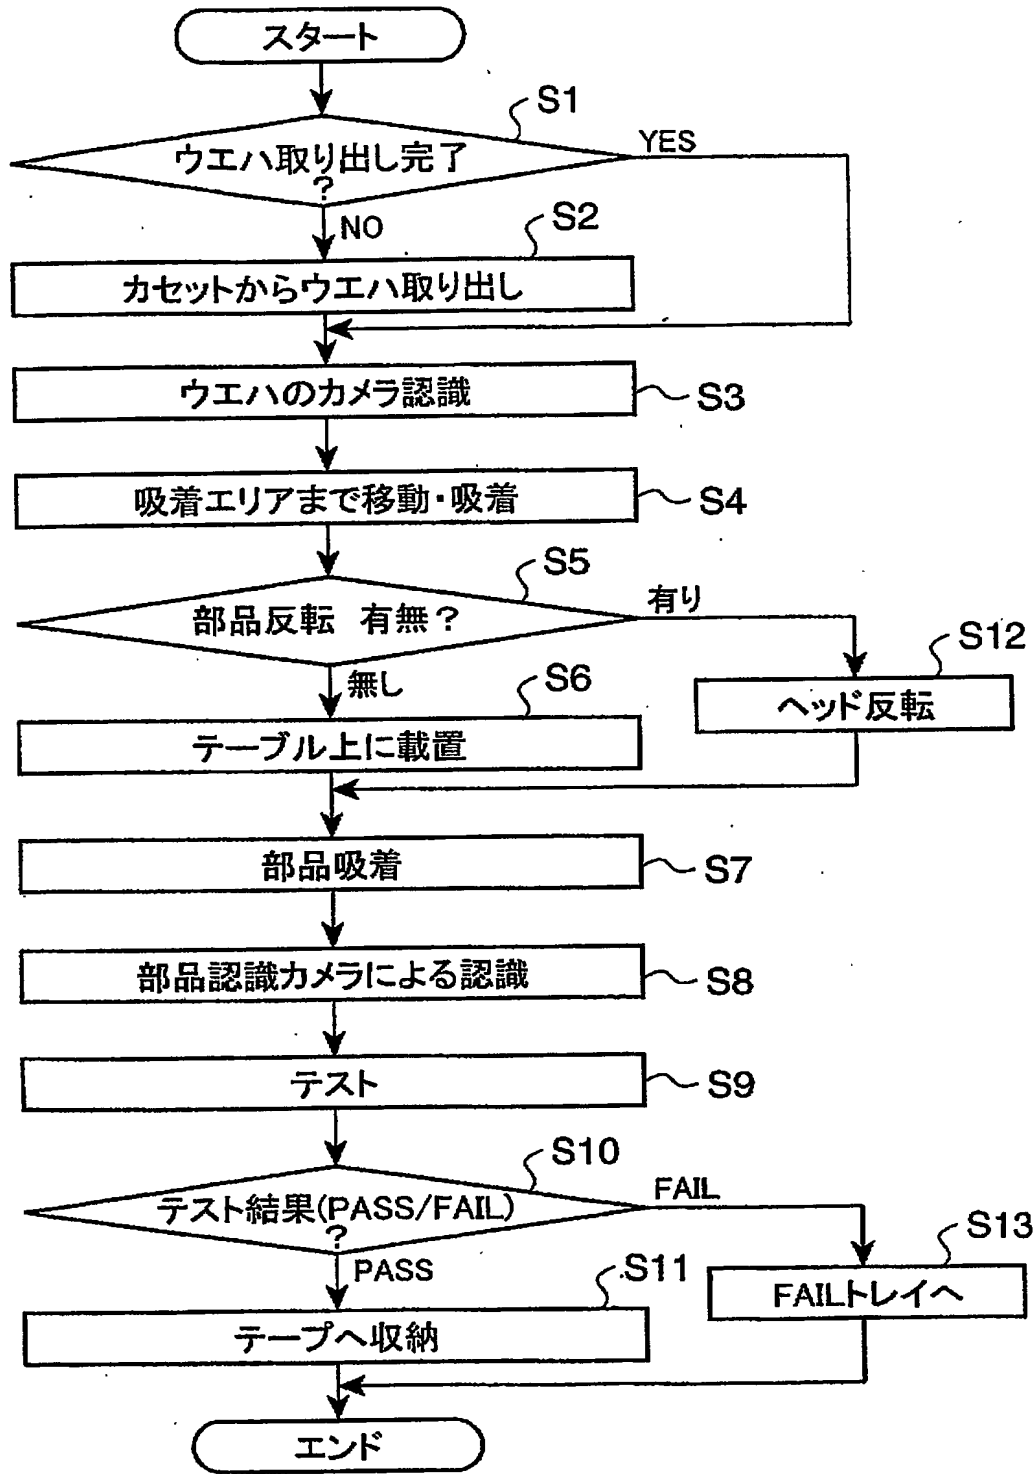 スタート
S1
ウエハ取り出し完了
?
YES
NO
S2
カセットからウエハ取り出し
ウエハのカメラ認識
S3
吸着エリアまで移動・吸着
S4
S5
部品反転 有無?
有り
無し
S12
ヘッド反転
S6
テーブル上に載置
部品吸着
S7
部品認識カメラによる認識
S8
テスト
S9
S10
テスト結果(PASS/FAIL)
?
FAIL
PASS
S13
FAILトレイへ
S11
テープへ収納
エンド